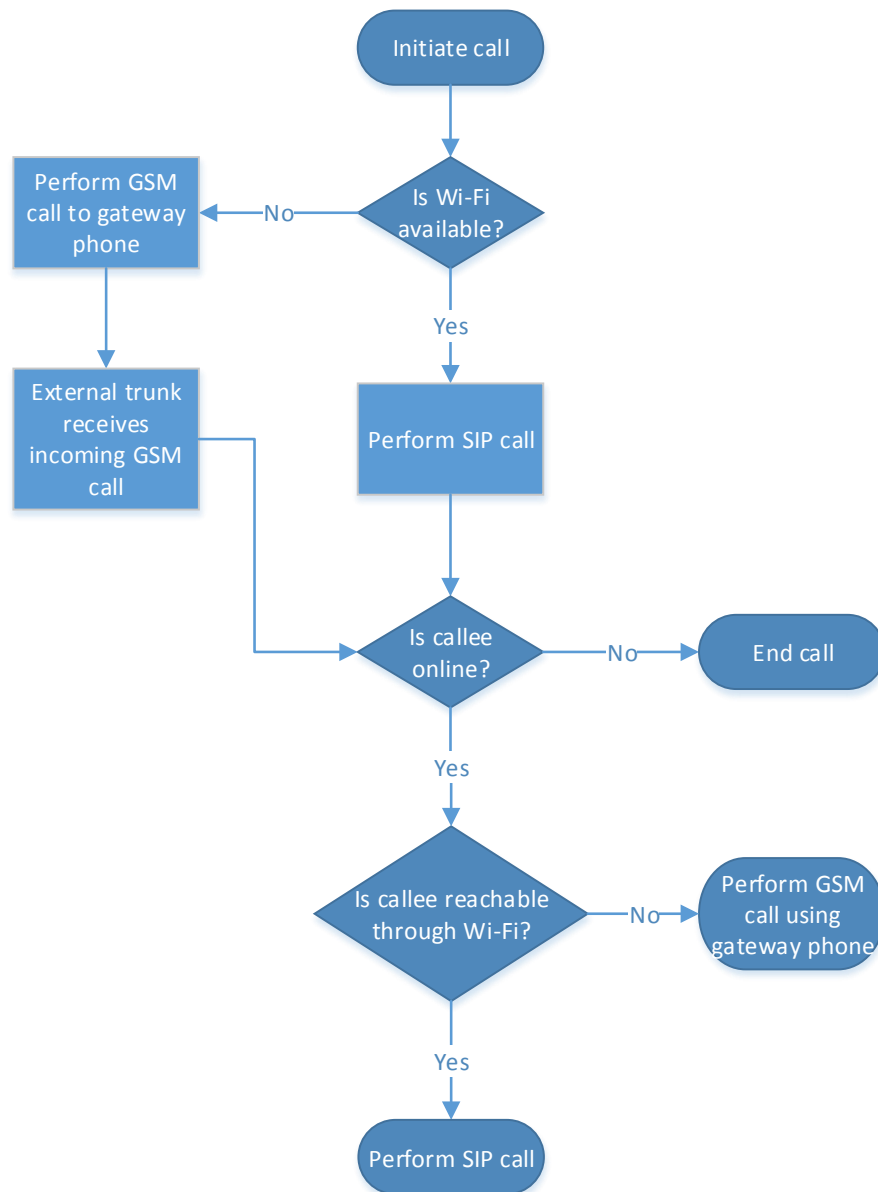 Initiate call
Is Wi-Fi
available?
No
Perform GSM
call to gateway
phone
Yes
External trunk
receives
incoming GSM
call
Perform SIP call
Is callee
online?
No
End call
Yes
Is callee reachable
through Wi-Fi?
No
Perform GSM
call using
gateway phone
Yes
Perform SIP call